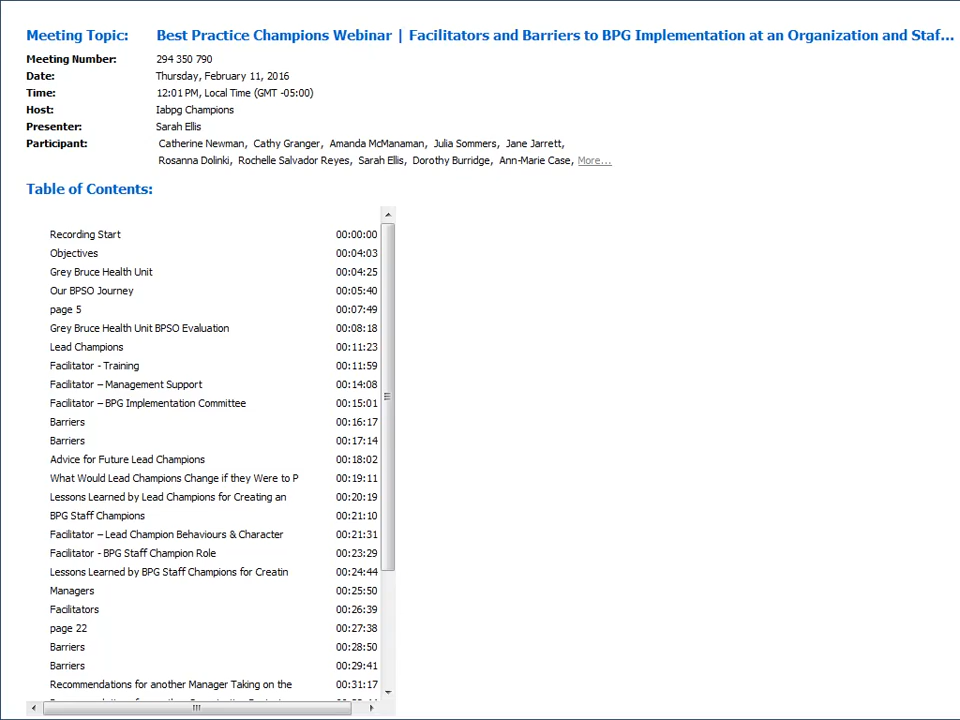 Meeting Topic: Best Practice Champions Webinar | Facilitators and Barriers to BPG Implementation at an Organization and Staf...
Meeting Number: 294 350 790
Date: Thursday, February 11, 2016
Time: 12:01 PM, Local Time (GMT -05:00)
Host: Iabpg Champions
Presenter: Sarah Ellis
Participant: Catherine Newman, Cathy Granger, Amanda McManaman, Julia Sommers, Jane Jarrett,
Rosanna Dolinki, Rochelle Salvador Reyes, Sarah Ellis, Dorothy Burridge, Ann-Marie Case, More...
Table of Contents:
Recording Start 00:00:00
Objectives 00:04:03
Grey Bruce Health Unit 00:04:25
Our BPSO Journey 00:05:40
page 5 00:07:49
Grey Bruce Health Unit BPSO Evaluation 00:08:18
Lead Champions 00:11:23
Facilitator - Training 00:11:59
Facilitator – Management Support 00:14:08
Facilitator – BPG Implementation Committee 00:15:01
Barriers 00:16:17
Barriers 00:17:14
Advice for Future Lead Champions 00:18:02
What Would Lead Champions Change if they Were to P 00:19:11
Lessons Learned by Lead Champions for Creating an 00:20:19
BPG Staff Champions 00:21:10
Facilitator – Lead Champion Behaviours & Character 00:21:31
Facilitator - BPG Staff Champion Role 00:23:29
Lessons Learned by BPG Staff Champions for Creatin 00:24:44
Managers 00:25:50
Facilitators 00:26:39
page 22 00:27:38
Barriers 00:28:50
Barriers 00:29:41
Recommendations for another Manager Taking on the 00:31:17